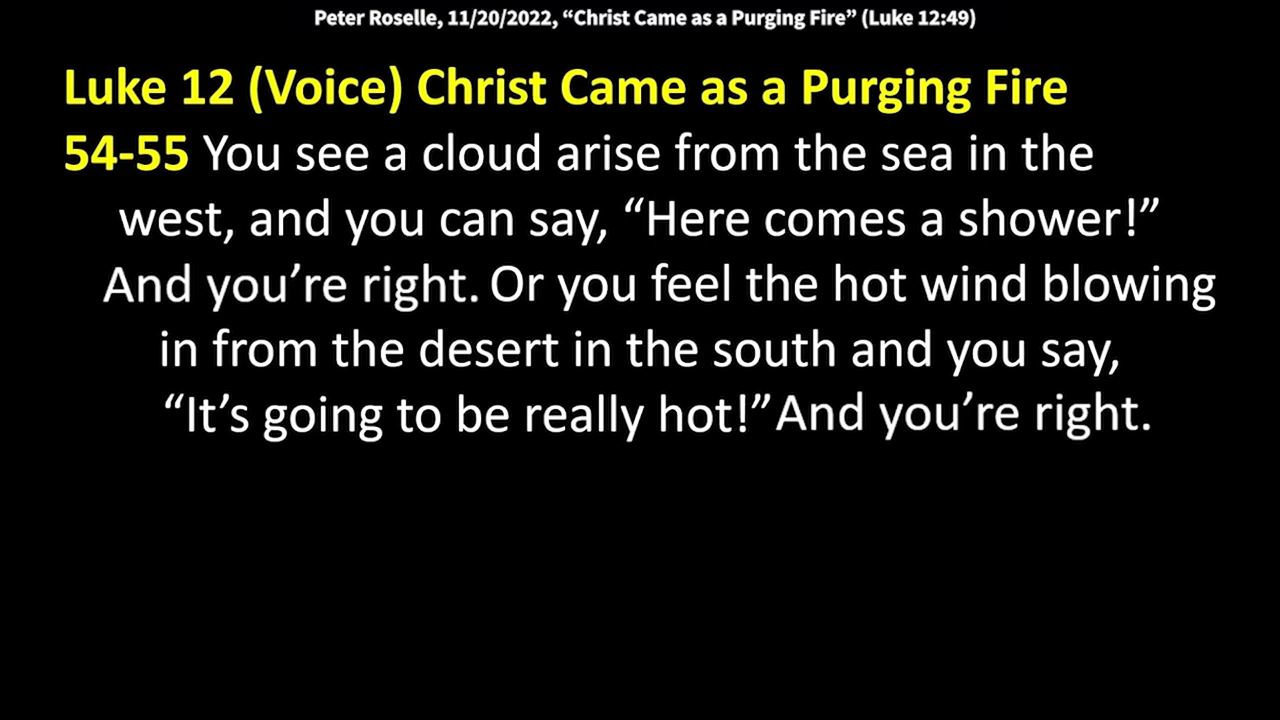 Peter Roselle, 11/20/2022, “Christ Came as a Purging Fire” (Luke 12:49)
Luke 12 (Voice) Christ Came as a Purging Fire
54-55 You see a cloud arise from the sea in the
west, and you can say, “Here comes a shower!”
And you’re right. Or you feel the hot wind blowing
in from the desert in the south and you say,
“It’s going to be really hot!” And you’re right.